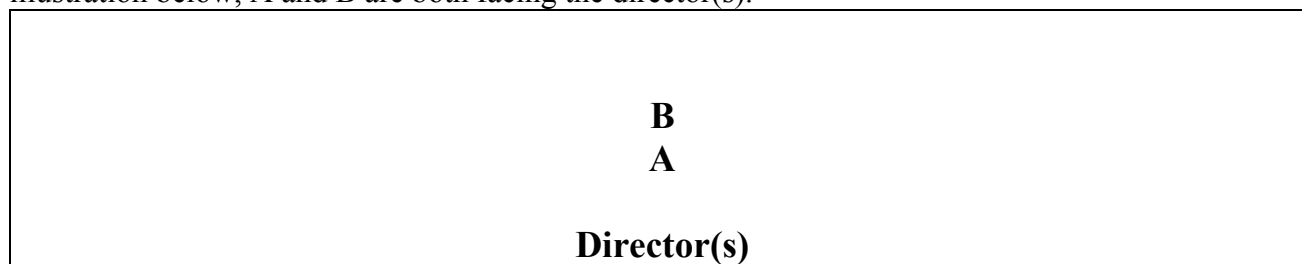 illustration below, A and B are both facing the director(s).
B
A
Director(s)